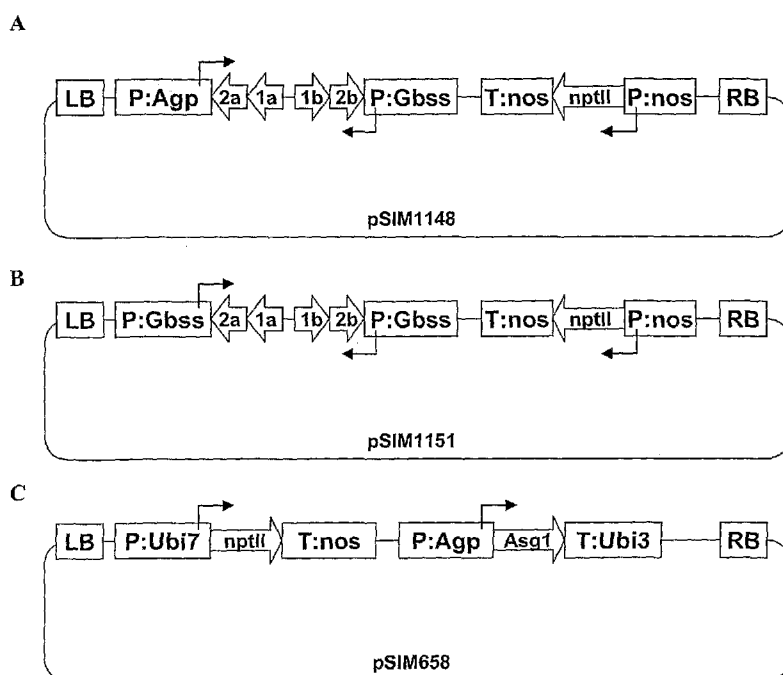 A
LB P:Agp 2a 1a 1b 2b P:Gbss T:nos nptII P:nos RB
pSIM1148
B
LB P:Gbss 2a 1a 1b 2b P:Gbss T:nos nptII P:nos RB
pSIM1151
C
LB P:Ubi7 nptII T:nos P:Agp Asg1 T:Ubi3 RB
pSIM658